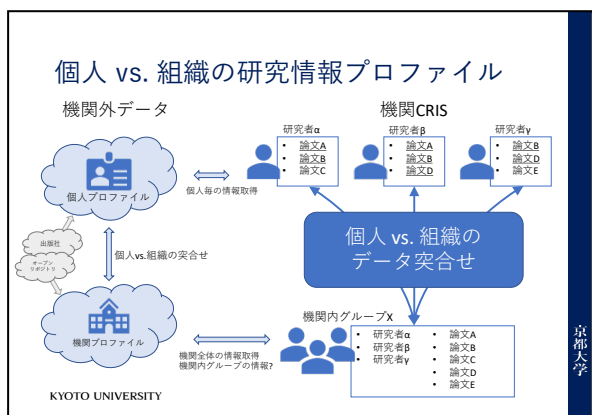 個人 vs. 組織の研究情報プロファイル
機関外データ
機関CRIS
研究者α
• 論文A
• 論文B
• 論文C
研究者β
• 論文A
• 論文B
• 論文D
研究者γ
• 論文B
• 論文D
• 論文E
個人プロファイル
個人毎の情報取得
出版社
オープン
リポジトリ
個人vs.組織の突合せ
個人 vs. 組織の
データ突合せ
機関プロファイル
機関全体の情報取得
機関内グループの情報?
機関内グループX
• 研究者α
• 研究者β
• 研究者γ
• 論文A
• 論文B
• 論文C
• 論文D
• 論文E
KYOTO UNIVERSITY
京都大学